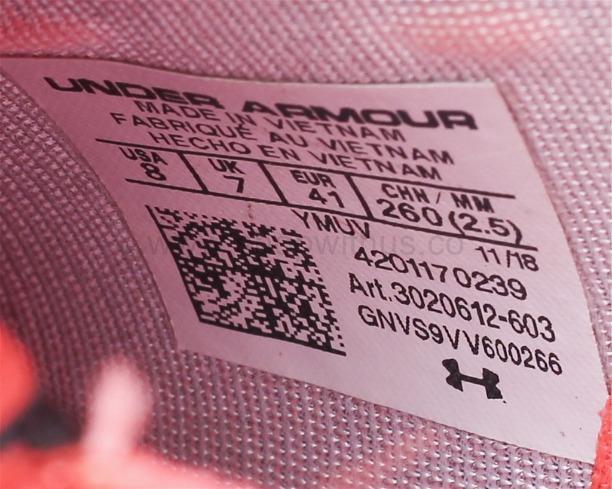 UNDER ARMOUR
MADE IN VIETNAM
FABRIQUÉ AU VIETNAM
HECHO EN VIETNAM
USA UK EUR CHN / MM
8 7 41 260 (2.5)
YMUV 11/18
4201170239
Art.3020612-603
GNVS9VV600266